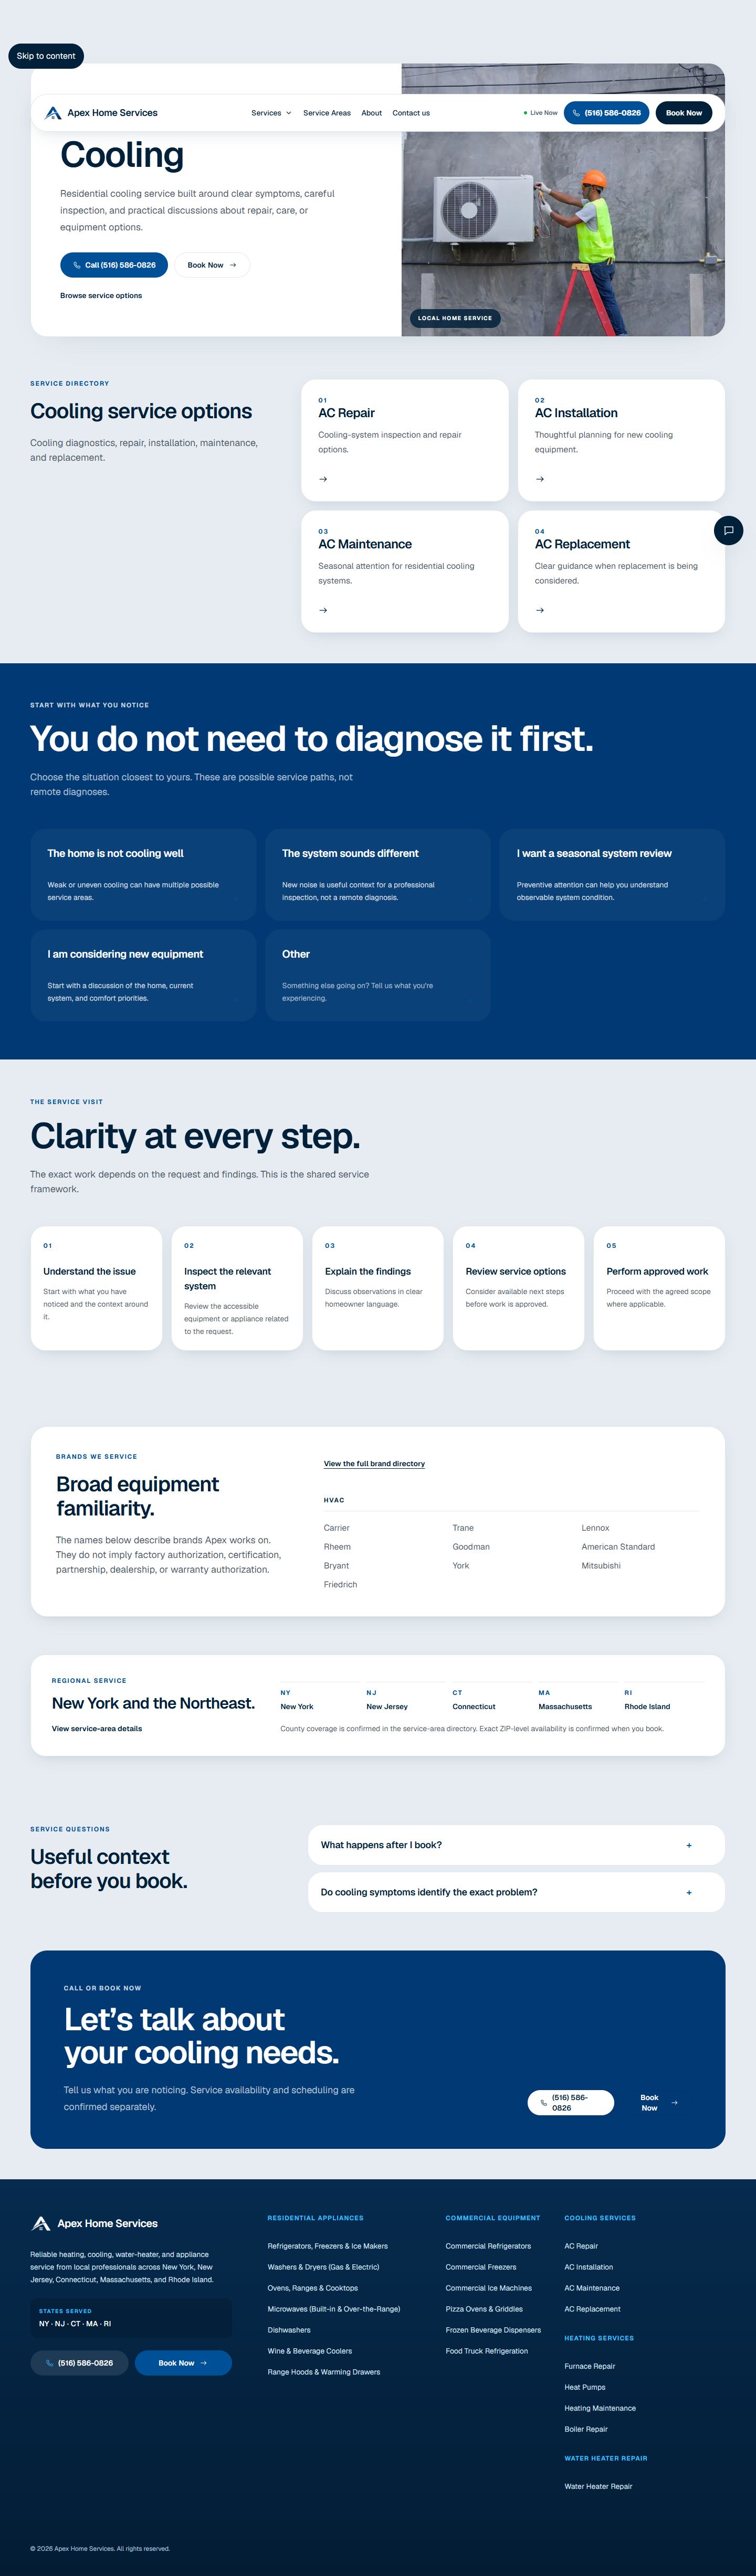 Skip to content
Apex Home Services
Services
Service Areas
About
Contact us
Live Now
(516) 586-0826
Book Now
Cooling
Residential cooling service built around clear symptoms, careful
inspection, and practical discussions about repair, care, or
equipment options.
Call (516) 586-0826
Book Now
Browse service options
LOCAL HOME SERVICE
SERVICE DIRECTORY
Cooling service options
Cooling diagnostics, repair, installation, maintenance,
and replacement.
01
AC Repair
Cooling-system inspection and repair
options.
02
AC Installation
Thoughtful planning for new cooling
equipment.
03
AC Maintenance
Seasonal attention for residential cooling
systems.
04
AC Replacement
Clear guidance when replacement is being
considered.
START WITH WHAT YOU NOTICE
You do not need to diagnose it first.
Choose the situation closest to yours. These are possible service paths, not
remote diagnoses.
The home is not cooling well
Weak or uneven cooling can have multiple possible
service areas.
The system sounds different
New noise is useful context for a professional
inspection, not a remote diagnosis.
I want a seasonal system review
Preventive attention can help you understand
observable system condition.
I am considering new equipment
Start with a discussion of the home, current
system, and comfort priorities.
Other
Something else going on? Tell us what you're
experiencing.
THE SERVICE VISIT
Clarity at every step.
The exact work depends on the request and findings. This is the shared service
framework.
01
Understand the issue
Start with what you have
noticed and the context around
it.
02
Inspect the relevant
system
Review the accessible
equipment or appliance related
to the request.
03
Explain the findings
Discuss observations in clear
homeowner language.
04
Review service options
Consider available next steps
before work is approved.
05
Perform approved work
Proceed with the agreed scope
where applicable.
BRANDS WE SERVICE
Broad equipment
familiarity.
The names below describe brands Apex works on.
They do not imply factory authorization, certification,
partnership, dealership, or warranty authorization.
View the full brand directory
HVAC
Carrier
Trane
Lennox
Rheem
Goodman
American Standard
Bryant
York
Mitsubishi
Friedrich
REGIONAL SERVICE
New York and the Northeast.
View service-area details
NY
New York
NJ
New Jersey
CT
Connecticut
MA
Massachusetts
RI
Rhode Island
County coverage is confirmed in the service-area directory. Exact ZIP-level availability is confirmed when you book.
SERVICE QUESTIONS
Useful context
before you book.
What happens after I book?
+
Do cooling symptoms identify the exact problem?
+
CALL OR BOOK NOW
Let's talk about
your cooling needs.
Tell us what you are noticing. Service availability and scheduling are
confirmed separately.
(516) 586-
0826
Book
Now
Apex Home Services
Reliable heating, cooling, water-heater, and appliance
service from local professionals across New York, New
Jersey, Connecticut, Massachusetts, and Rhode Island.
STATES SERVED
NY · NJ · CT · MA · RI
(516) 586-0826
Book Now
RESIDENTIAL APPLIANCES
Refrigerators, Freezers & Ice Makers
Washers & Dryers (Gas & Electric)
Ovens, Ranges & Cooktops
Microwaves (Built-in & Over-the-Range)
Dishwashers
Wine & Beverage Coolers
Range Hoods & Warming Drawers
COMMERCIAL EQUIPMENT
Commercial Refrigerators
Commercial Freezers
Commercial Ice Machines
Pizza Ovens & Griddles
Frozen Beverage Dispensers
Food Truck Refrigeration
COOLING SERVICES
AC Repair
AC Installation
AC Maintenance
AC Replacement
HEATING SERVICES
Furnace Repair
Heat Pumps
Heating Maintenance
Boiler Repair
WATER HEATER REPAIR
Water Heater Repair
© 2026 Apex Home Services. All rights reserved.